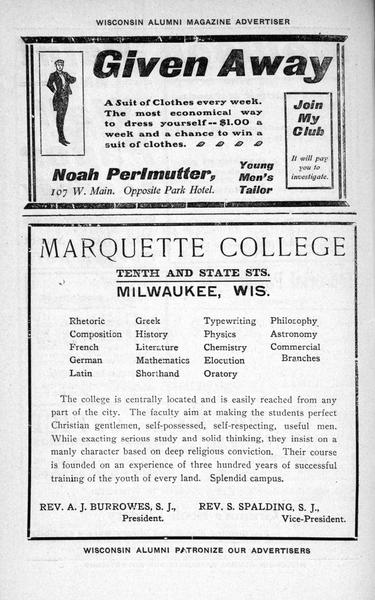 WISCONSIN ALUMNI MAGAZINE ADVERTISER
Given Away
A Suit of Clothes every week.
The most economical way
to dress yourself--$1.00 a
week and a chance to win a
suit of clothes.
Join
My
Club
It will pay
you to
investigate.
Noah Perlmutter,
107 W. Main. Opposite Park Hotel.
Young
Men's
Tailor
MARQUETTE COLLEGE
TENTH AND STATE STS.
MILWAUKEE, WIS.
Rhetoric Greek Typewriting Philosophy
Composition History Physics Astronomy
French Literature Chemistry Commercial
German Mathematics Elocution Branches
Latin Shorthand Oratory
The college is centrally located and is easily reached from any
part of the city. The faculty aim at making the students perfect
Christian gentlemen, self-possessed, self-respecting, useful men.
While exacting serious study and solid thinking, they insist on a
manly character based on deep religious conviction. Their course
is founded on an experience of three hundred years of successful
training of the youth of every land. Splendid campus.
REV. A. J. BURROWES, S. J., REV. S. SPALDING, S. J.,
President. Vice-President.
WISCONSIN ALUMNI PATRONIZE OUR ADVERTISERS